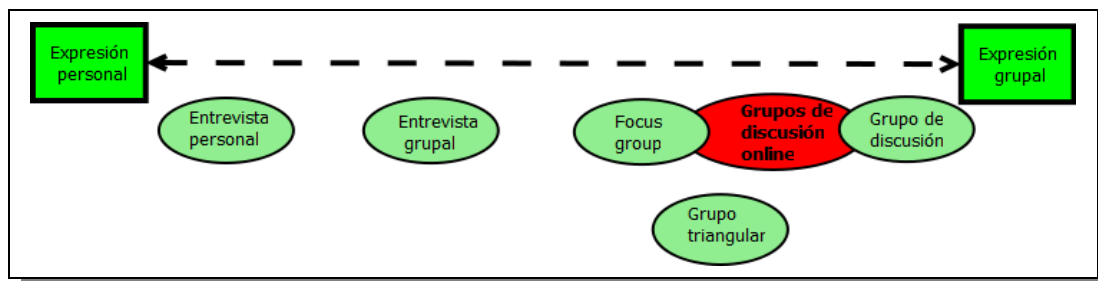 Expresión
personal
Expresión
grupal
Entrevista
personal
Entrevista
grupal
Focus
group
Grupos de
discusión
online
Grupo de
discusión
Grupo
triangular